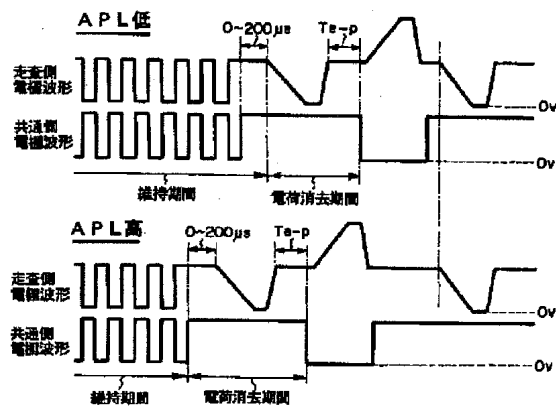 APL低
0~200μs
Te-p
走査側
電極波形
0v
共通側
電極波形
0v
維持期間
電荷消去期間
APL高
0~200μs
Te-p
走査側
電極波形
0v
共通側
電極波形
0v
維持期間
電荷消去期間